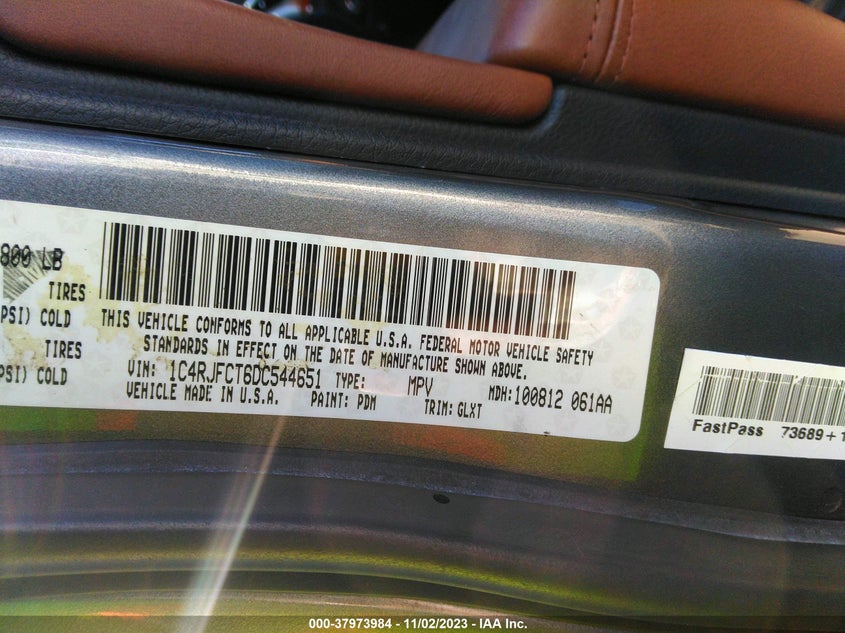 800 LB
TIRES
PSI) COLD
TIRES
PSI) COLD
THIS VEHICLE CONFORMS TO ALL APPLICABLE U.S.A. FEDERAL MOTOR VEHICLE SAFETY
STANDARDS IN EFFECT ON THE DATE OF MANUFACTURE SHOWN ABOVE.
VIN: 1C4RJFCT6DC544651 TYPE: MPV MDH:100812 061AA
VEHICLE MADE IN U.S.A. PAINT: PDM TRIM: GLXT
FastPass 73689+1
000-37973984 - 11/02/2023 - IAA Inc.